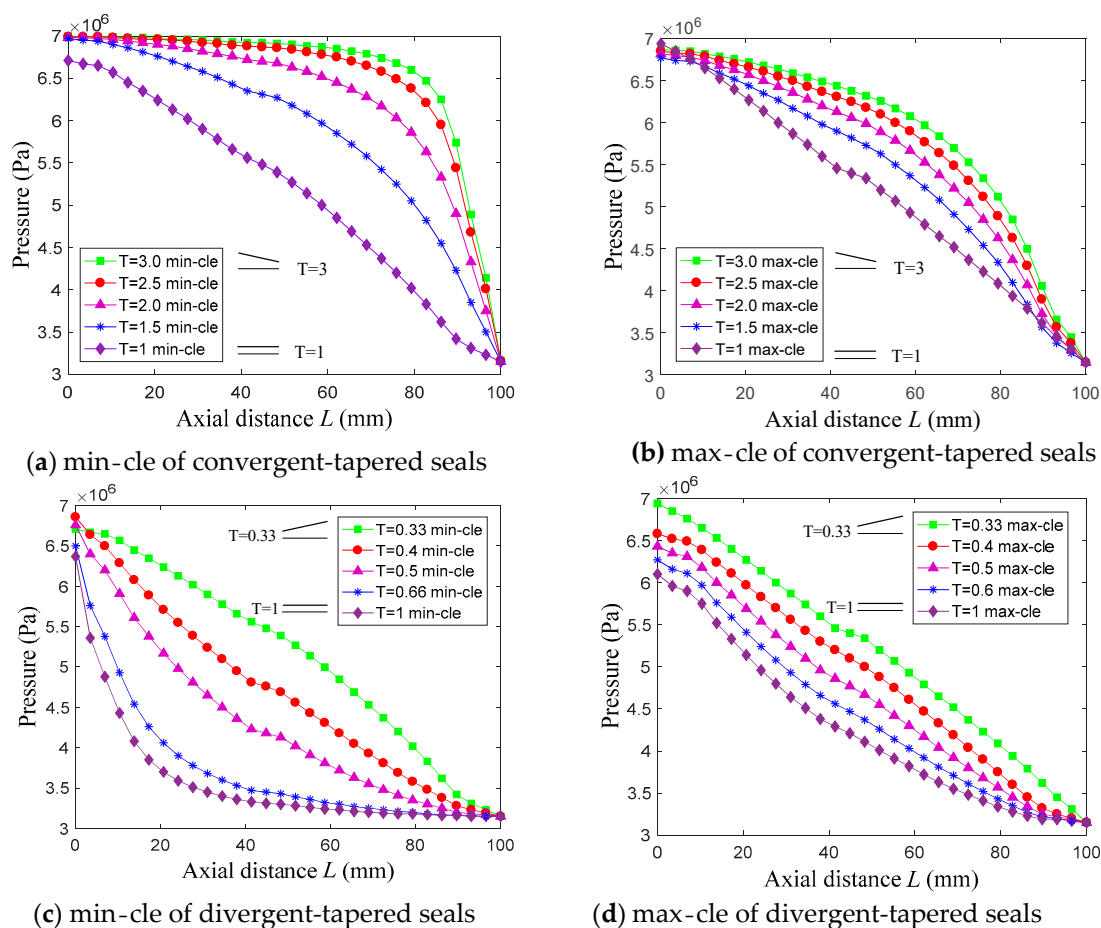 ×10⁶
7
6.5
6
5.5
5
4.5
4
3.5
3
Pressure (Pa)
T=3.0 min-cle
T=2.5 min-cle
T=2.0 min-cle
T=1.5 min-cle
T=1 min-cle
T=3
T=1
0 20 40 60 80 100
Axial distance L (mm)
(a) min-cle of convergent-tapered seals
×10⁶
7
6.5
6
5.5
5
4.5
4
3.5
3
Pressure (Pa)
T=3.0 max-cle
T=2.5 max-cle
T=2.0 max-cle
T=1.5 max-cle
T=1 max-cle
T=3
T=1
0 20 40 60 80 100
Axial distance L (mm)
(b) max-cle of convergent-tapered seals
×10⁶
7
6.5
6
5.5
5
4.5
4
3.5
3
Pressure (Pa)
T=0.33
T=1
T=0.33 min-cle
T=0.4 min-cle
T=0.5 min-cle
T=0.66 min-cle
T=1 min-cle
0 20 40 60 80 100
Axial distance L (mm)
(c) min-cle of divergent-tapered seals
×10⁶
7
6.5
6
5.5
5
4.5
4
3.5
3
Pressure (Pa)
T=0.33
T=1
T=0.33 max-cle
T=0.4 max-cle
T=0.5 max-cle
T=0.6 max-cle
T=1 max-cle
0 20 40 60 80 100
Axial distance L (mm)
(d) max-cle of divergent-tapered seals